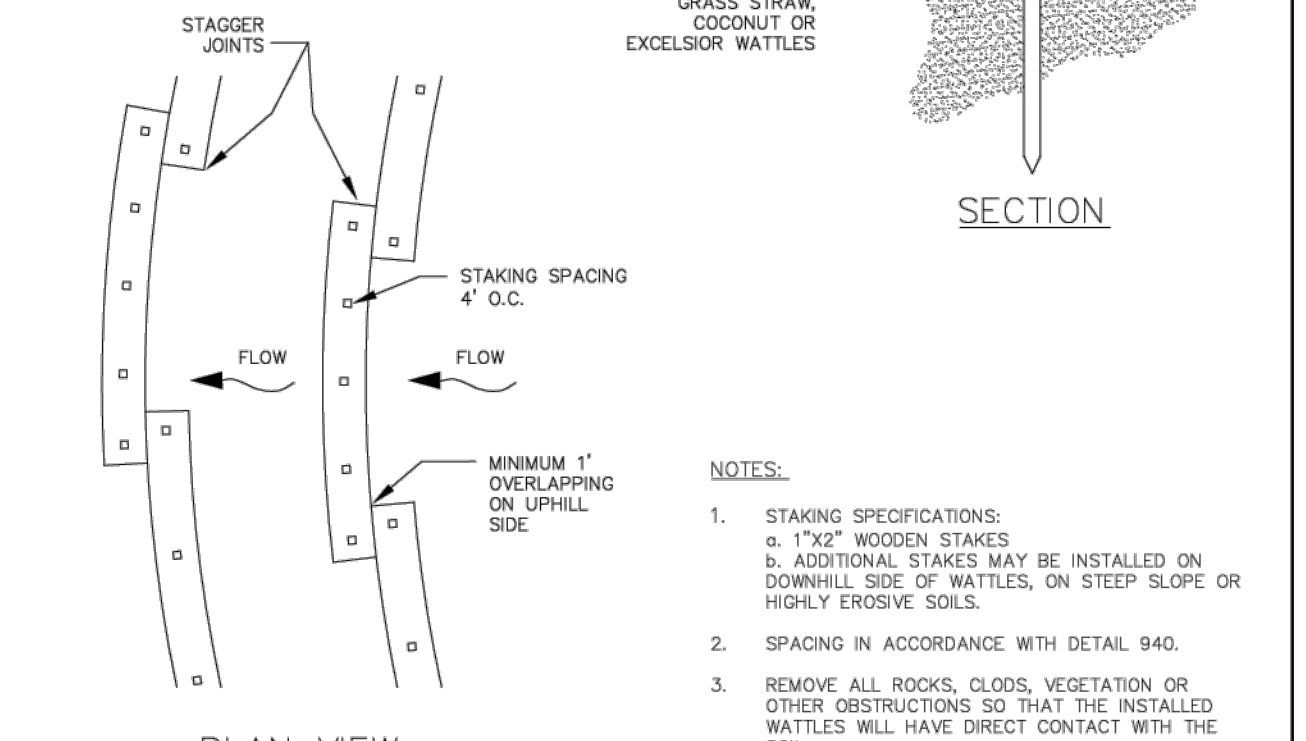 STAGGER
JOINTS
GRASS STRAW,
COCONUT OR
EXCELSIOR WATTLES
SECTION
STAKING SPACING
4' O.C.
FLOW
FLOW
MINIMUM 1'
OVERLAPPING
ON UPHILL
SIDE
NOTES:
1. STAKING SPECIFICATIONS:
a. 1"X2" WOODEN STAKES
b. ADDITIONAL STAKES MAY BE INSTALLED ON
DOWNHILL SIDE OF WATTLES, ON STEEP SLOPE OR
HIGHLY EROSIVE SOILS.
2. SPACING IN ACCORDANCE WITH DETAIL 940.
3. REMOVE ALL ROCKS, CLODS, VEGETATION OR
OTHER OBSTRUCTIONS SO THAT THE INSTALLED
WATTLES WILL HAVE DIRECT CONTACT WITH THE
PLAN VIEW